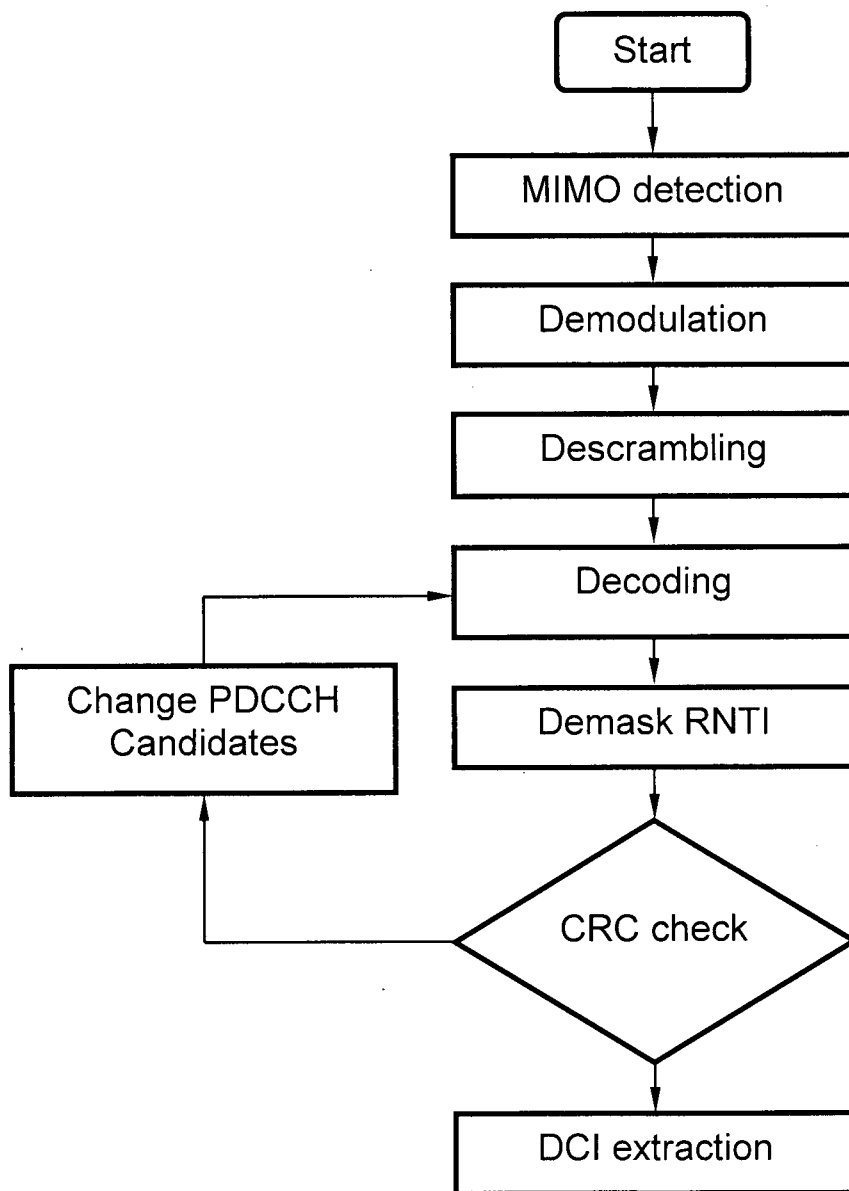 Start
MIMO detection
Demodulation
Descrambling
Decoding
Change PDCCH
Candidates
Demask RNTI
CRC check
DCI extraction